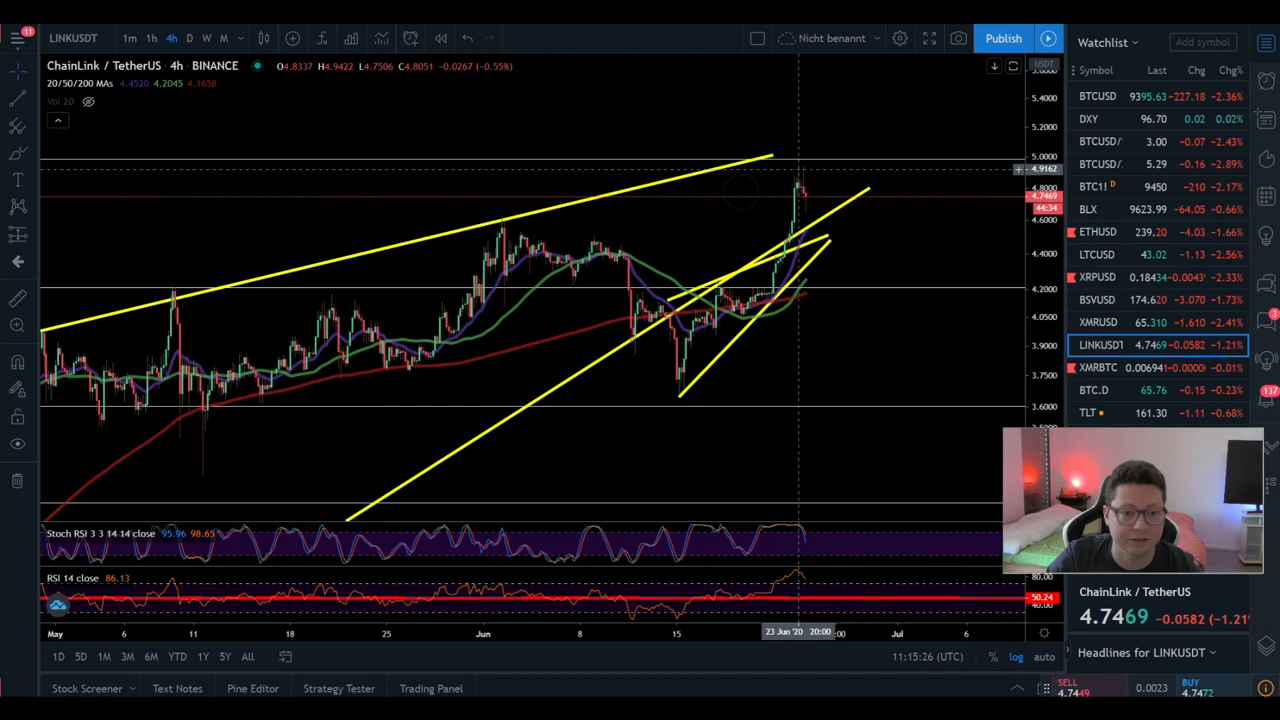 11
LINKUSDT 1m 1h 4h D W M Nicht benannt Publish
ChainLink / TetherUS · 4h · BINANCE O4.8337 H4.9422 L4.7506 C4.8051 -0.0267 (-0.55%) USDT
20/50/200 MAs 4.4520 4.2045 4.1658
Vol 20
5.4000
5.2000
5.0000
4.9162
4.8000
4.7469
44:34
4.6000
4.4000
4.2000
4.0500
3.9000
3.7500
3.6000
Stoch RSI 3 3 14 14 close 95.96 98.65
RSI 14 close 86.13
80.00
50.24
40.00
May 6 11 18 25 Jun 8 15 23 Jun '20 20:00 :00 Jul 6
1D 5D 1M 3M 6M YTD 1Y 5Y All 11:15:26 (UTC) % log auto
Stock Screener Text Notes Pine Editor Strategy Tester Trading Panel
Watchlist Add symbol
Symbol Last Chg Chg%
BTCUSD 9395.63 -227.18 -2.36%
DXY 96.70 0.02 0.02%
BTCUSD/ 3.00 -0.07 -2.43%
BTCUSD/ 5.29 -0.16 -2.89%
BTC1! D 9450 -210 -2.17%
BLX 9623.99 -64.05 -0.66%
ETHUSD 239.20 -4.03 -1.66%
LTCUSD 43.02 -1.13 -2.56%
XRPUSD 0.18434 -0.0043 -2.33%
BSVUSD 174.620 -3.070 -1.73%
XMRUSD 65.310 -1.610 -2.41%
LINKUSDT 4.7469 -0.0582 -1.21%
XMRBTC 0.006941 -0.0000 -0.01%
BTC.D 65.76 -0.15 -0.23%
TLT 161.30 -1.11 -0.68%
3
137
ChainLink / TetherUS
4.7469 -0.0582 (-1.21%
Headlines for LINKUSDT
SELL
4.7449
0.0023
BUY
4.7472